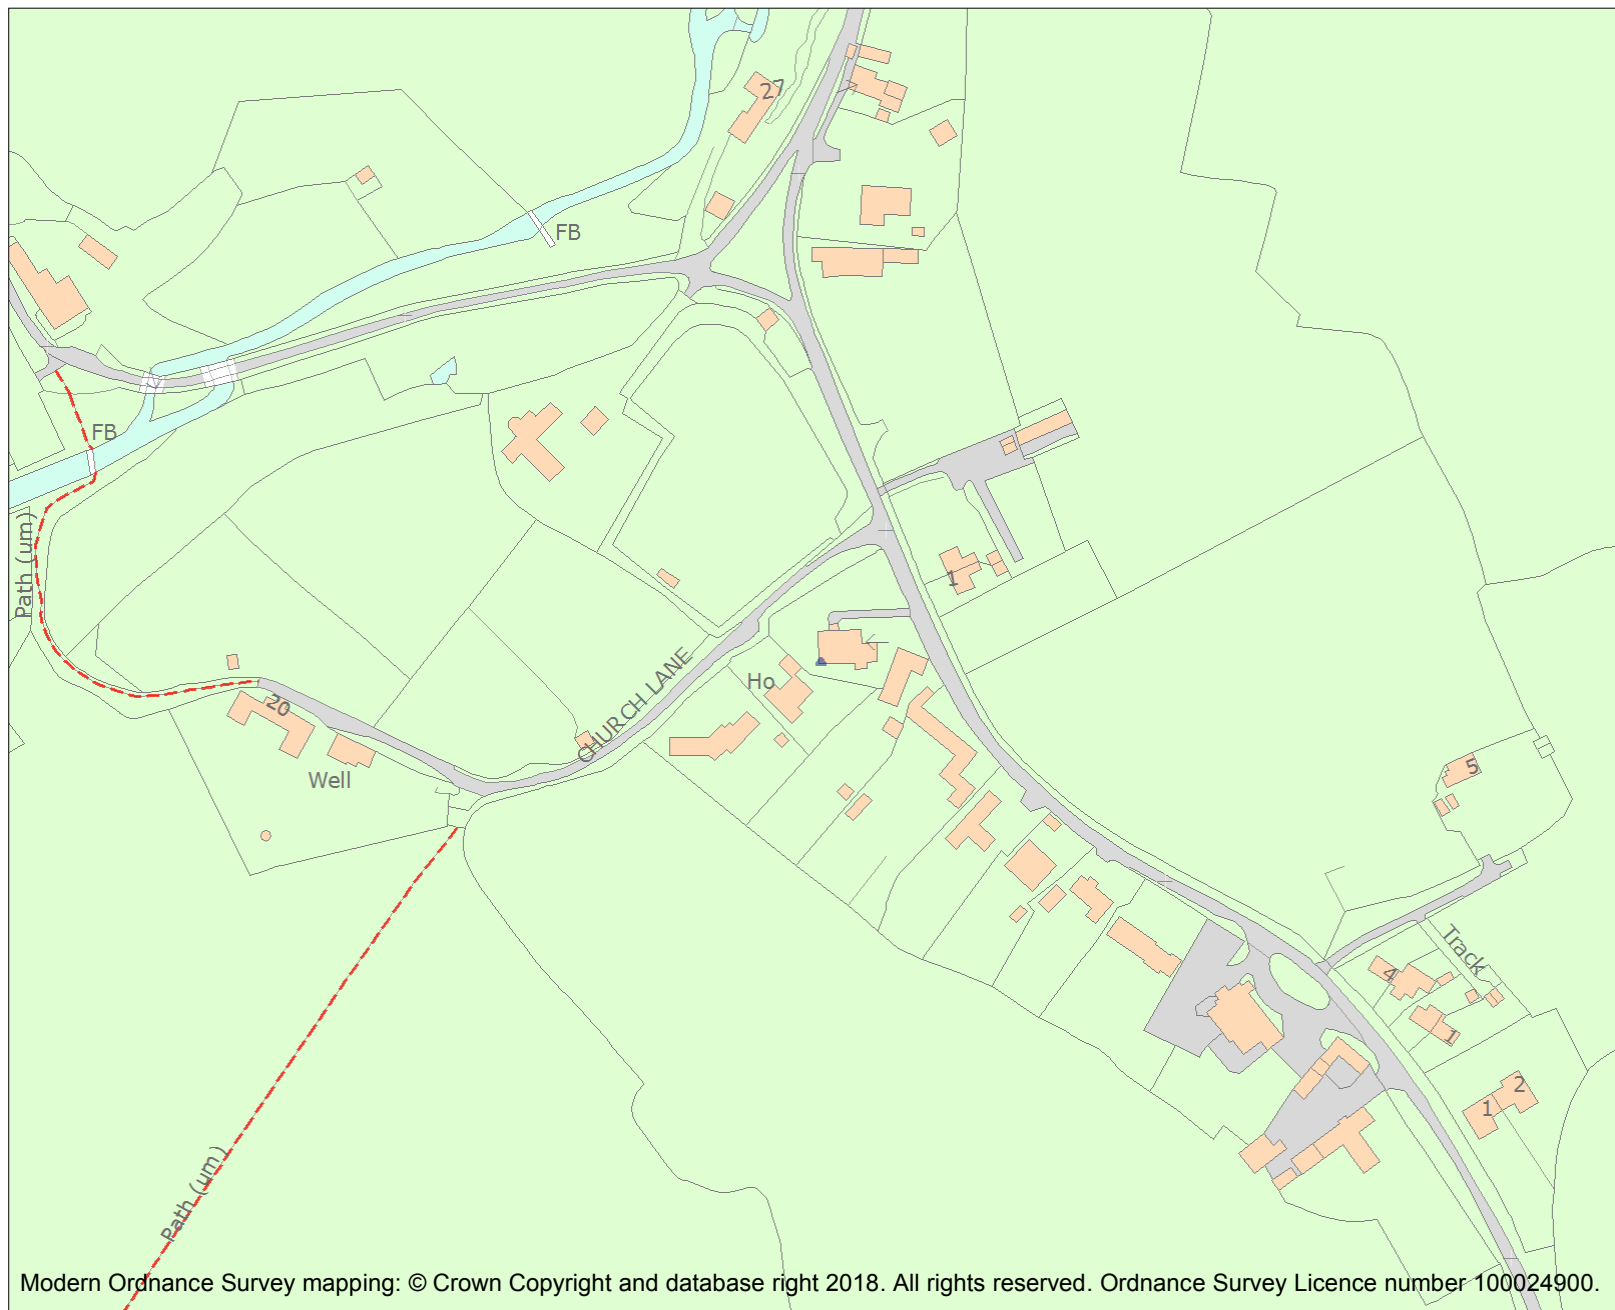 27
FB
FB
Path (um)
1
Ho
CHURCH LANE
20
Well
5
Track
4
1
2
1
Path (um)
Modern Ordnance Survey mapping: © Crown Copyright and database right 2018. All rights reserved. Ordnance Survey Licence number 100024900.